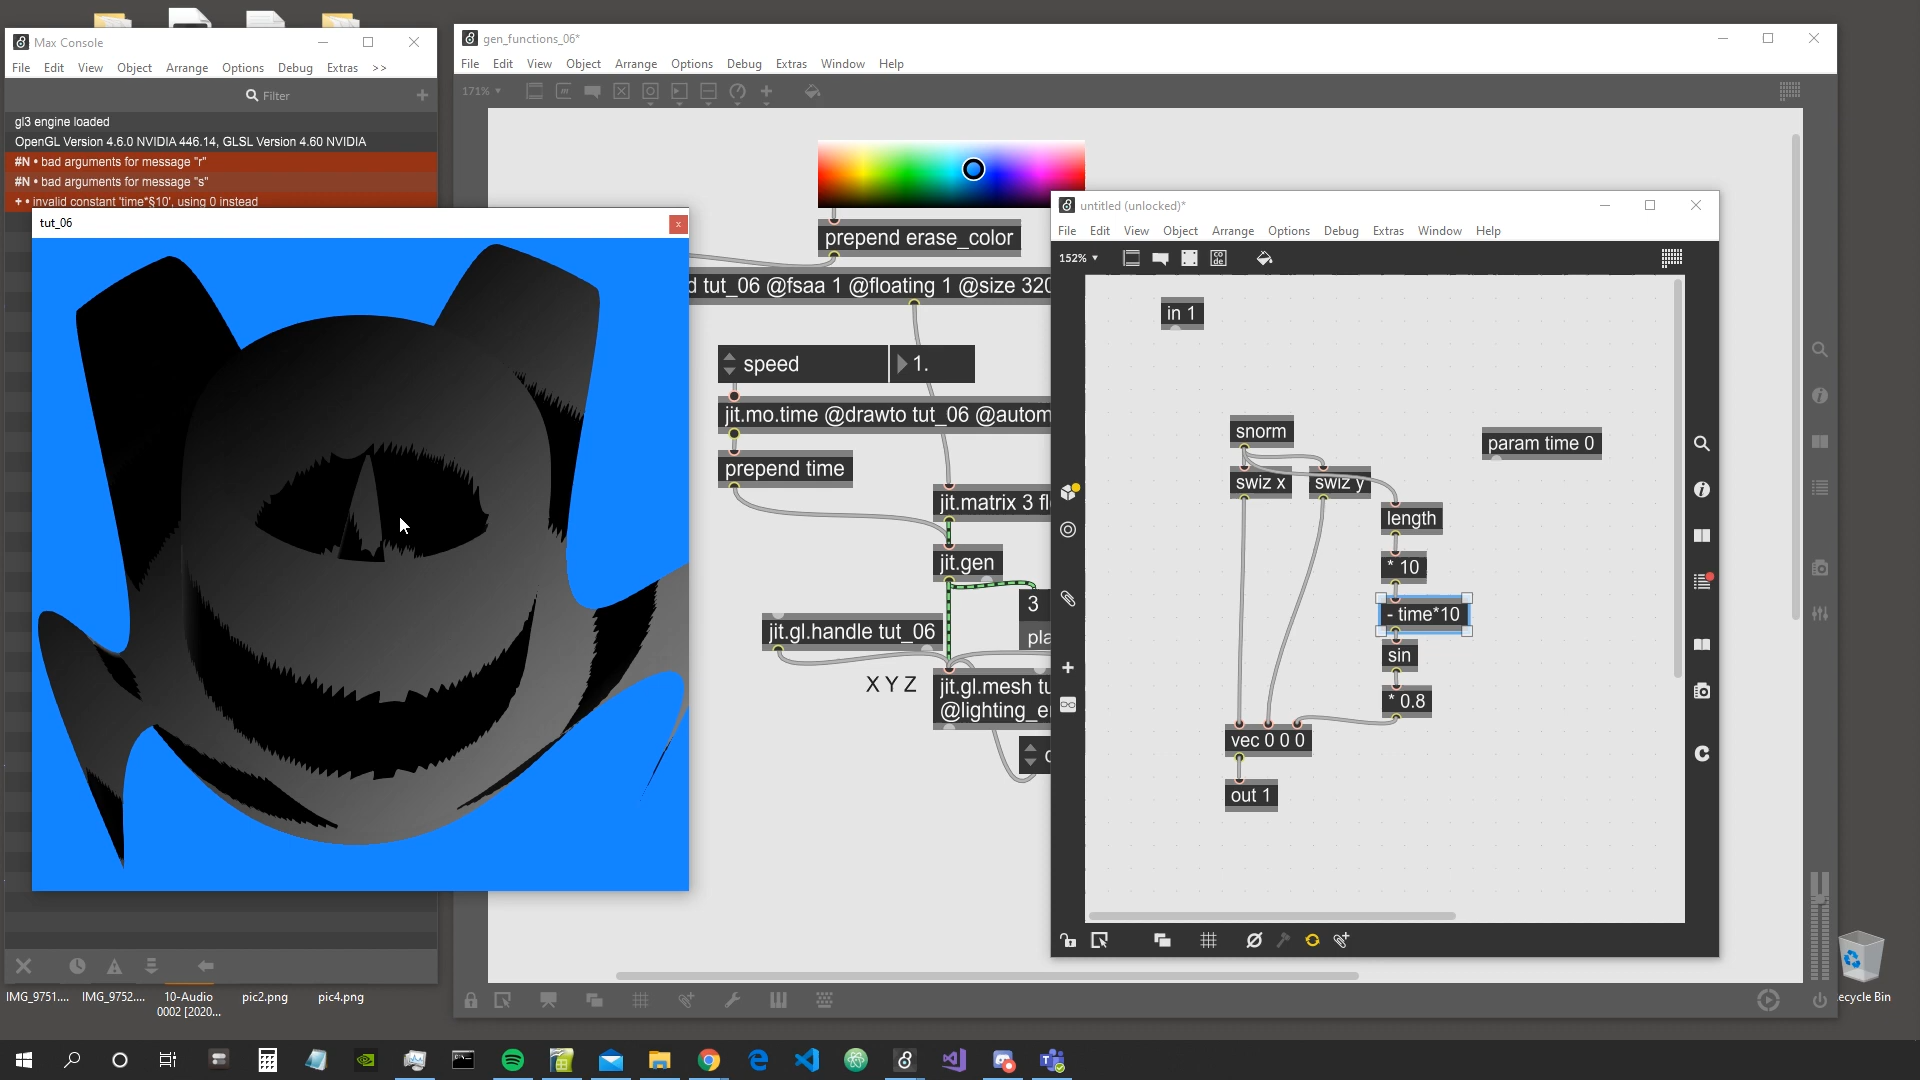 Max Console
File Edit View Object Arrange Options Debug Extras >>
Filter
gl3 engine loaded
OpenGL Version 4.6.0 NVIDIA 446.14, GLSL Version 4.60 NVIDIA
#N • bad arguments for message "r"
#N • bad arguments for message "s"
+ • invalid constant 'time*§10', using 0 instead
tut_06
x
gen_functions_06*
File Edit View Object Arrange Options Debug Extras Window Help
171%
prepend erase_color
d tut_06 @fsaa 1 @floating 1 @size 320
speed
1.
jit.mo.time @drawto tut_06 @autom
prepend time
jit.matrix 3 fl
jit.gen
3
pla
jit.gl.handle tut_06
X Y Z
jit.gl.mesh tu
@lighting_e
untitled (unlocked)*
File Edit View Object Arrange Options Debug Extras Window Help
152%
co
de
in 1
snorm
param time 0
swiz x
swiz y
length
* 10
- time*10
sin
* 0.8
vec 0 0 0
out 1
C
IMG_9751....
IMG_9752....
10-Audio
0002 [2020...
pic2.png
pic4.png
ecycle Bin